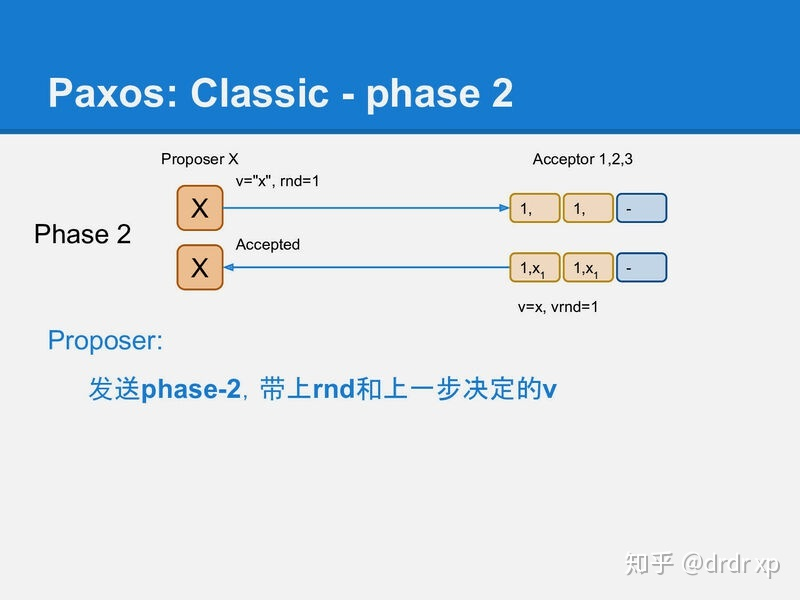 Paxos: Classic - phase 2
Proposer X
Acceptor 1,2,3
v="x", rnd=1
X
1,
1,
-
Phase 2
Accepted
X
1,x1
1,x1
-
v=x, vrnd=1
Proposer:
发送phase-2, 带上rnd和上一步决定的v
知乎 @drdr xp